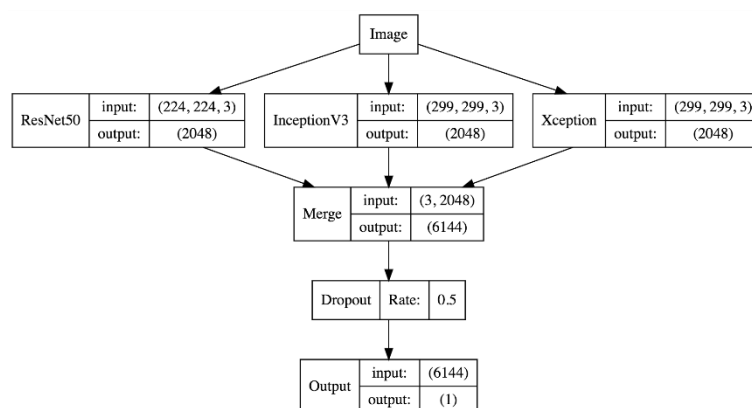 Image
ResNet50
input: (224, 224, 3)
output: (2048)
InceptionV3
input: (299, 299, 3)
output: (2048)
Xception
input: (299, 299, 3)
output: (2048)
Merge
input: (3, 2048)
output: (6144)
Dropout Rate: 0.5
Output
input: (6144)
output: (1)